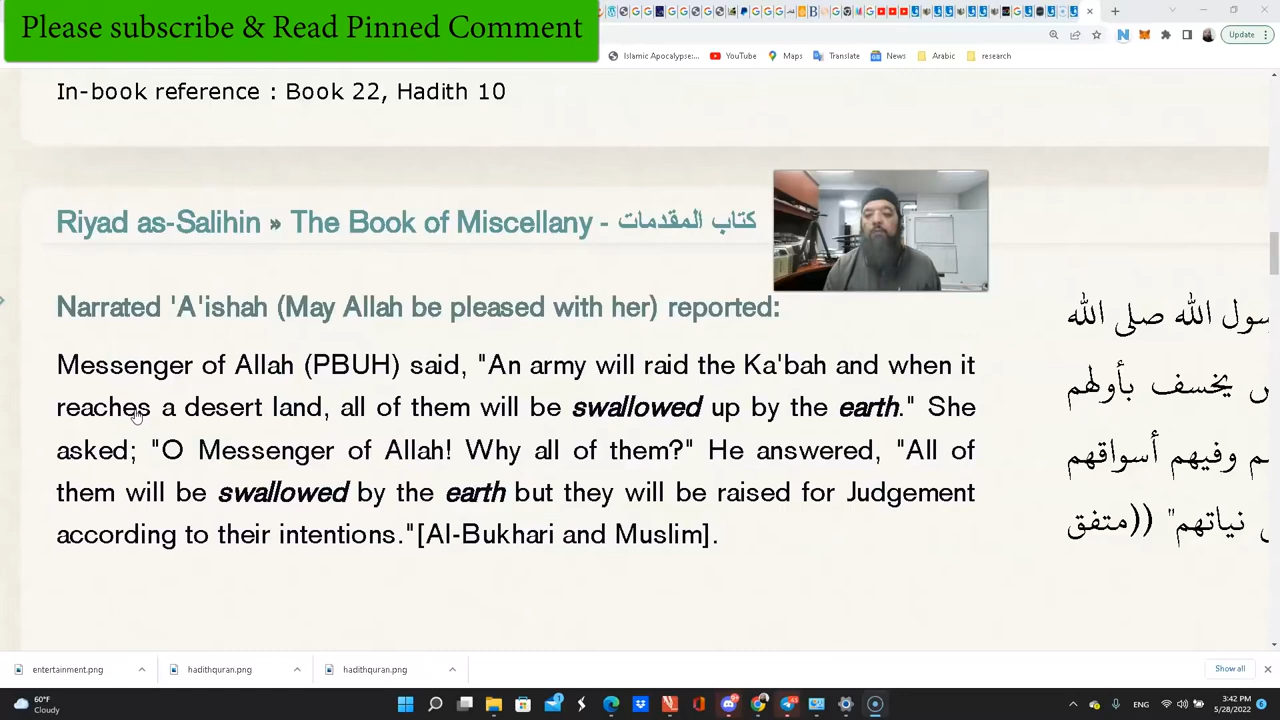 Please subscribe & Read Pinned Comment
Update
Islamic Apocalypse:...
YouTube
Maps
Translate
News
Arabic
research
In-book reference : Book 22, Hadith 10
Riyad as-Salihin » The Book of Miscellany - كتاب المقدمات
Narrated 'A'ishah (May Allah be pleased with her) reported:
Messenger of Allah (PBUH) said, "An army will raid the Ka'bah and when it
reaches a desert land, all of them will be swallowed up by the earth." She
asked; "O Messenger of Allah! Why all of them?" He answered, "All of
them will be swallowed by the earth but they will be raised for Judgement
according to their intentions."[Al-Bukhari and Muslim].
سول الله صلى الله
يخسف بأولهم
وفيهم أسواقهم
نياتهم" ((متفق
entertainment.png
hadithquran.png
hadithquran.png
Show all
60°F
Cloudy
ENG
3:42 PM
5/28/2022